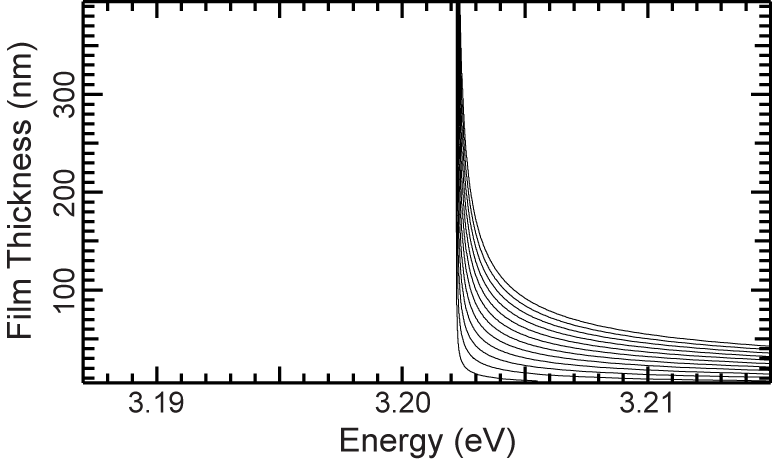 Film Thickness (nm)
300
200
100
3.19 3.20 3.21
Energy (eV)